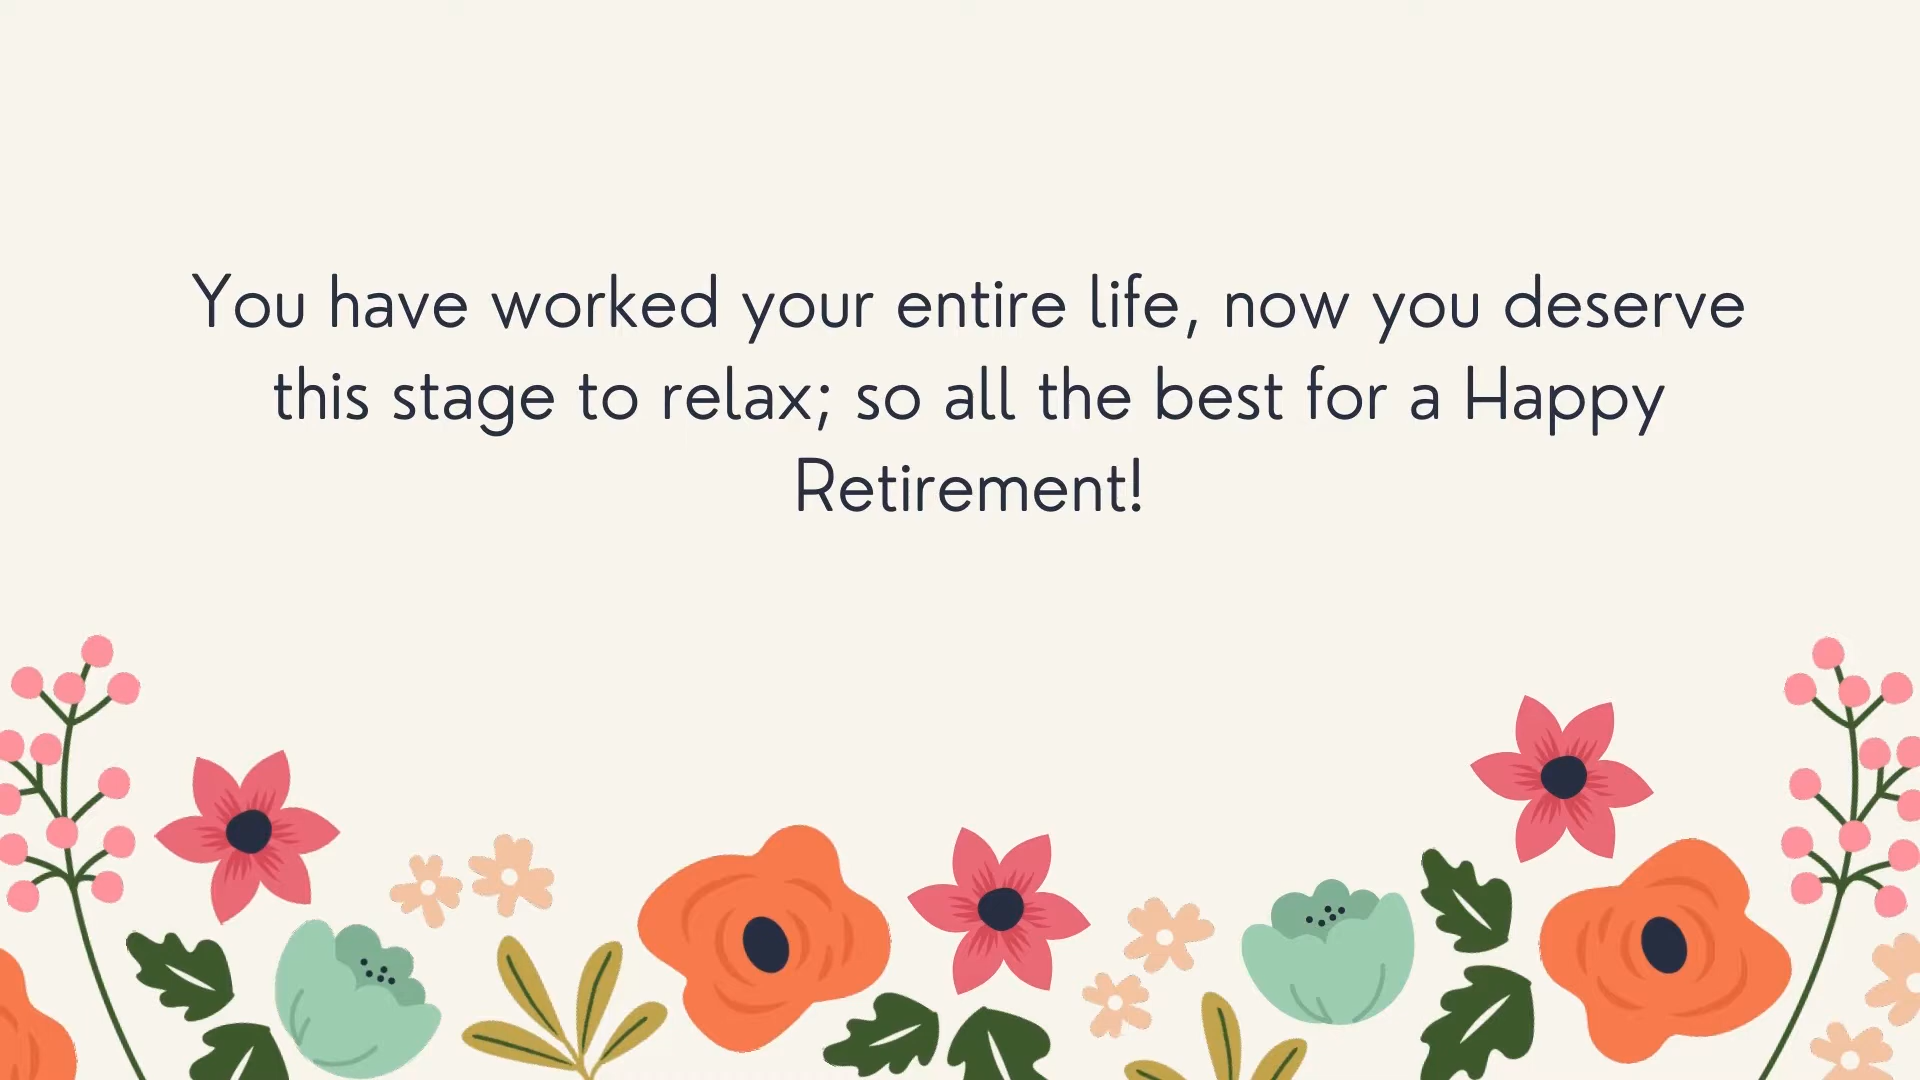 You have worked your entire life, now you deserve
this stage to relax; so all the best for a Happy
Retirement!